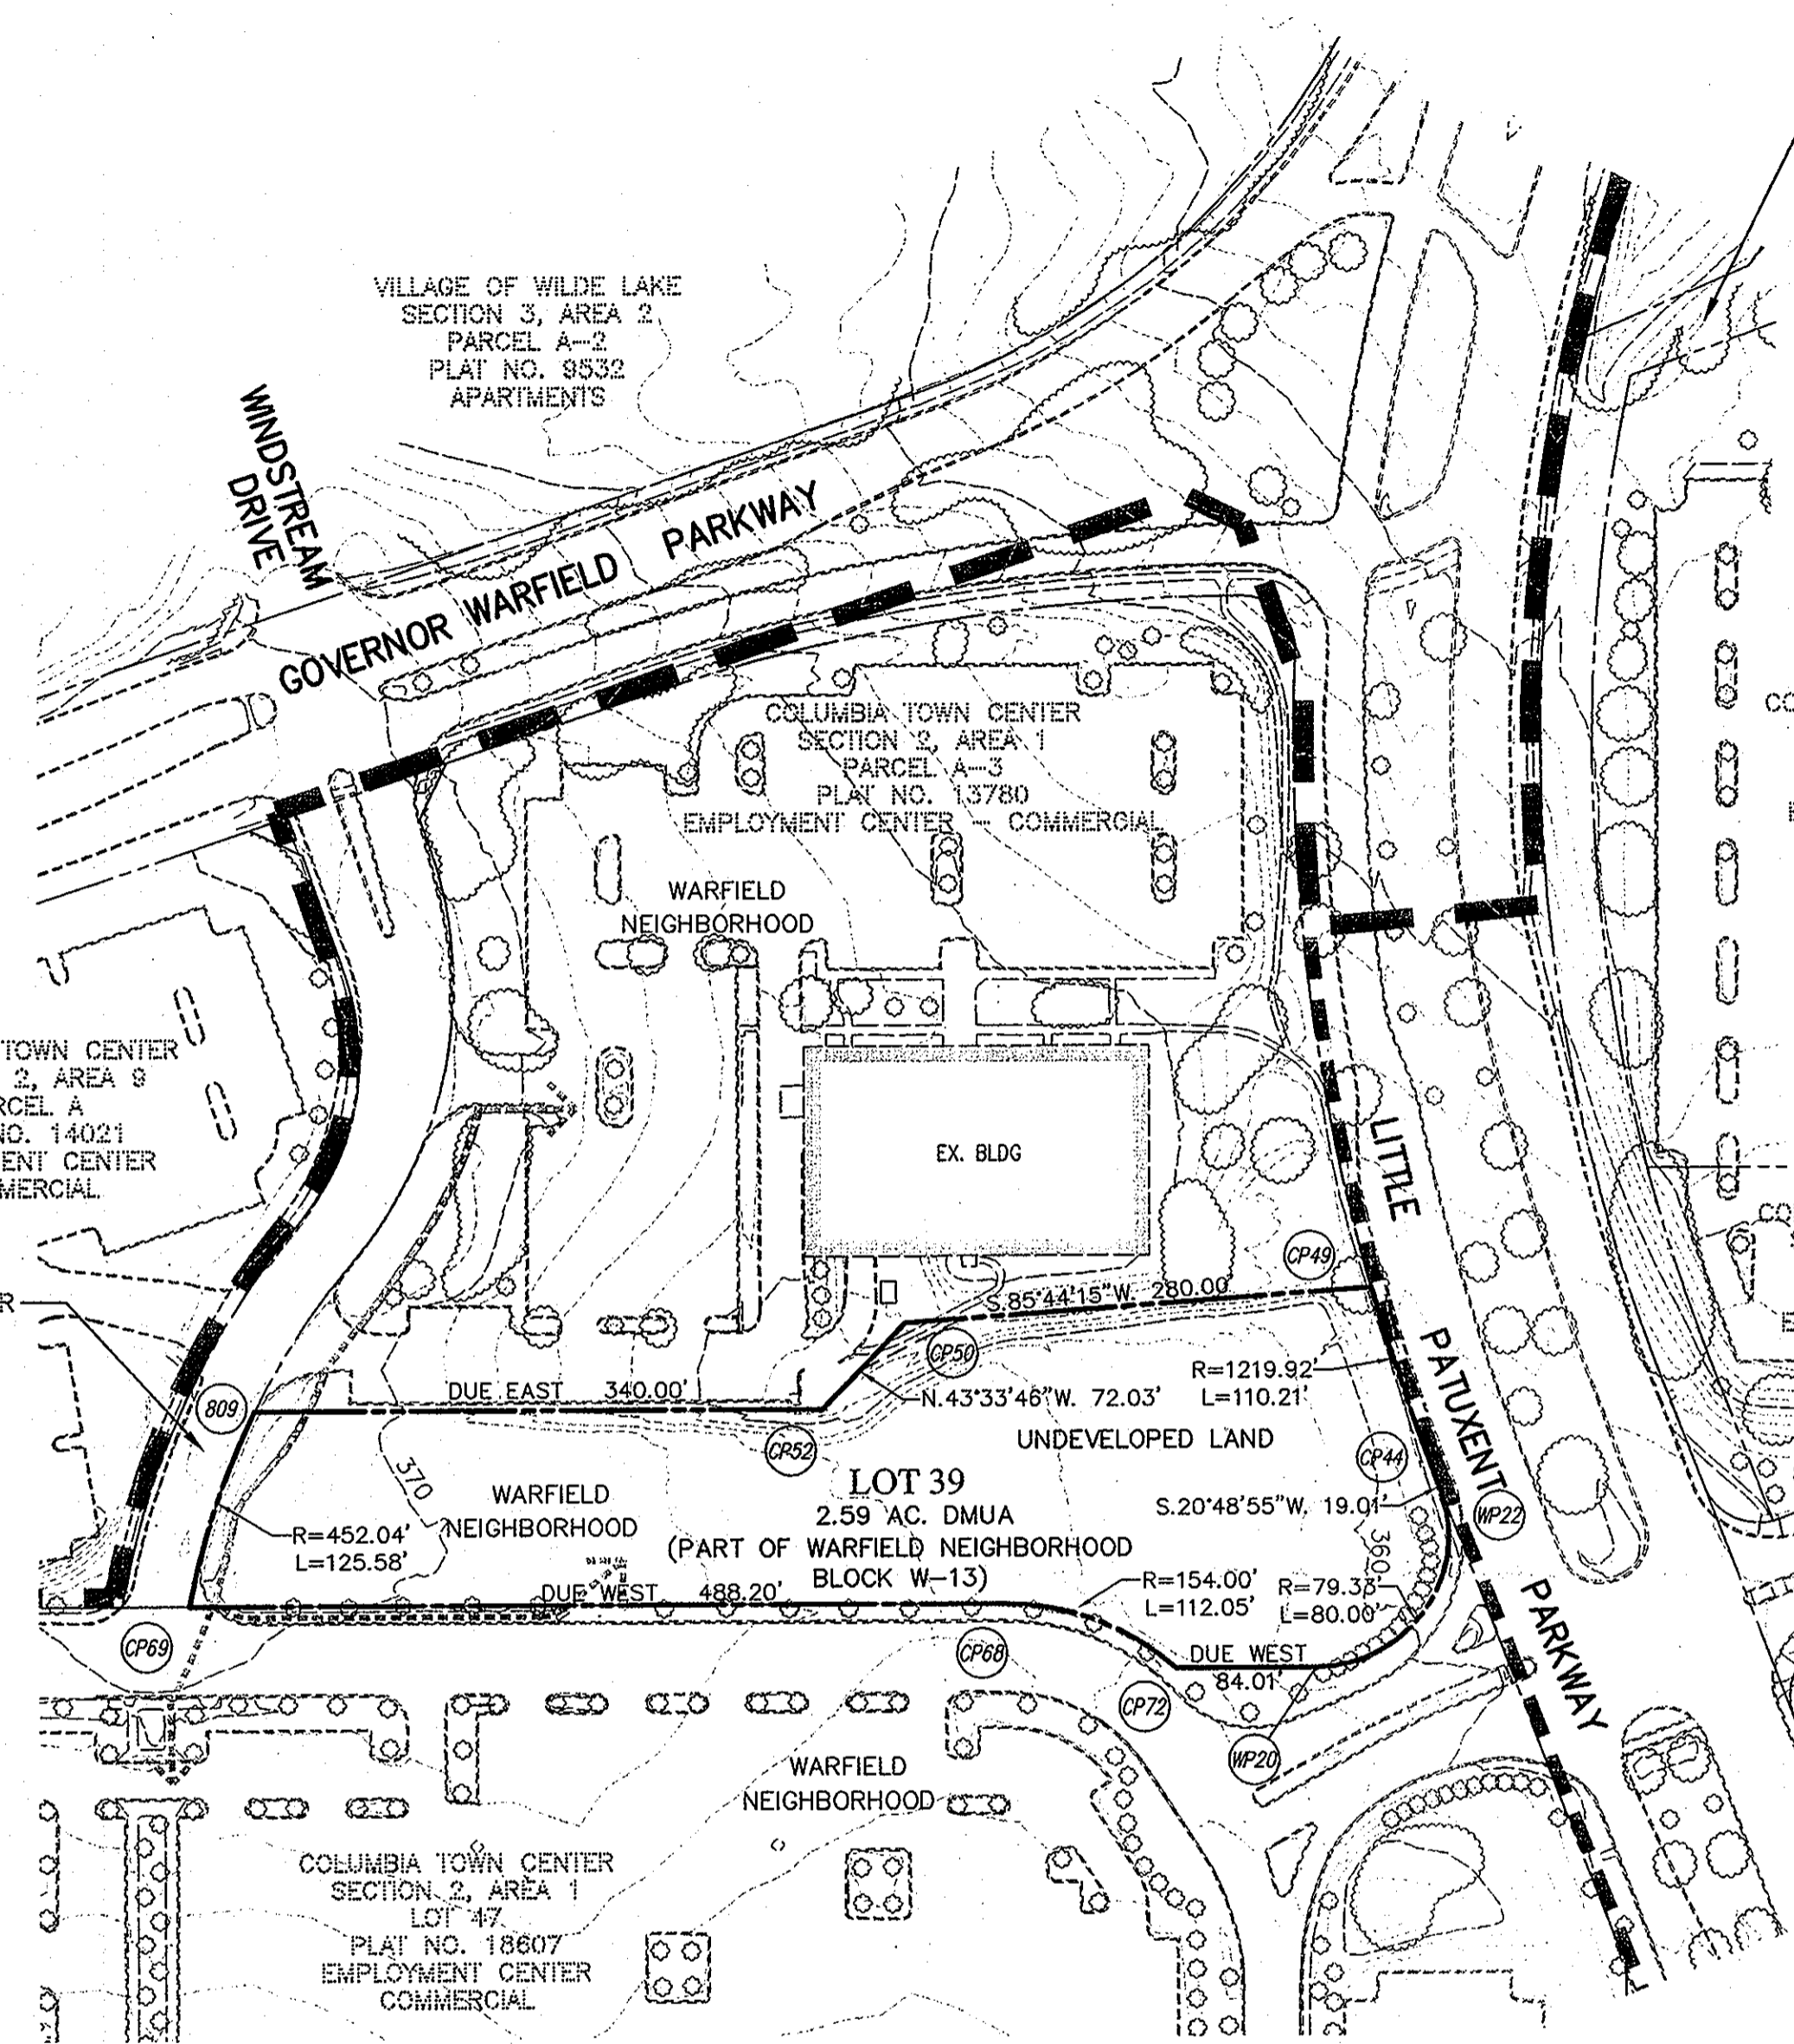 VILLAGE OF WILDE LAKE
SECTION 3, AREA 2
PARCEL A-2
PLAT NO. 9532
APARTMENTS
WINDSTREAM
DRIVE
GOVERNOR WARFIELD PARKWAY
COLUMBIA TOWN CENTER
SECTION 2, AREA 1
PARCEL A-3
PLAT NO. 13780
EMPLOYMENT CENTER - COMMERCIAL
WARFIELD
NEIGHBORHOOD
TOWN CENTER
2, AREA 9
RCEL A
NO. 14021
ENT CENTER
MERCIAL
R
EX. BLDG
LITTLE PATUXENT PARKWAY
CP49
S.85°44'15"W. 280.00'
CP50
R=1219.92'
L=110.21'
N.43°33'46"W. 72.03'
DUE EAST 340.00'
809
CP52
UNDEVELOPED LAND
CP44
370
WARFIELD
NEIGHBORHOOD
LOT 39
2.59 AC. DMUA
(PART OF WARFIELD NEIGHBORHOOD
BLOCK W-13)
S.20°48'55"W. 19.01'
WP22
360
R=452.04'
L=125.58'
DUE WEST 488.20'
R=154.00'
L=112.05'
R=79.33'
L=80.00'
CP69
CP68
DUE WEST
84.01'
CP72
WP20
WARFIELD
NEIGHBORHOOD
COLUMBIA TOWN CENTER
SECTION 2, AREA 1
LOT 47
PLAT NO. 18607
EMPLOYMENT CENTER
COMMERCIAL
CO
CO
E